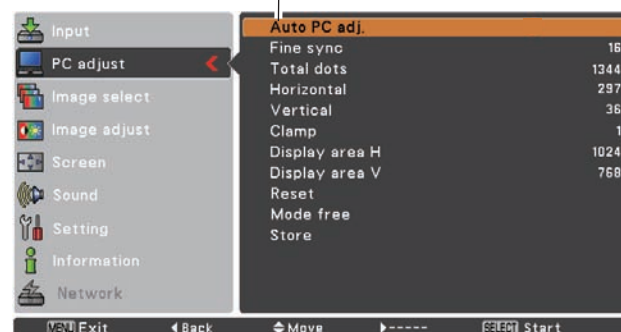 Input
PC adjust
Image select
Image adjust
Screen
Sound
Setting
Information
Network
Auto PC adj.
Fine sync 16
Total dots 1344
Horizontal 297
Vertical 36
Clamp 1
Display area H 1024
Display area V 768
Reset
Mode free
Store
MENU Exit ◀Back ⬍Move ▶----- SELECT Start